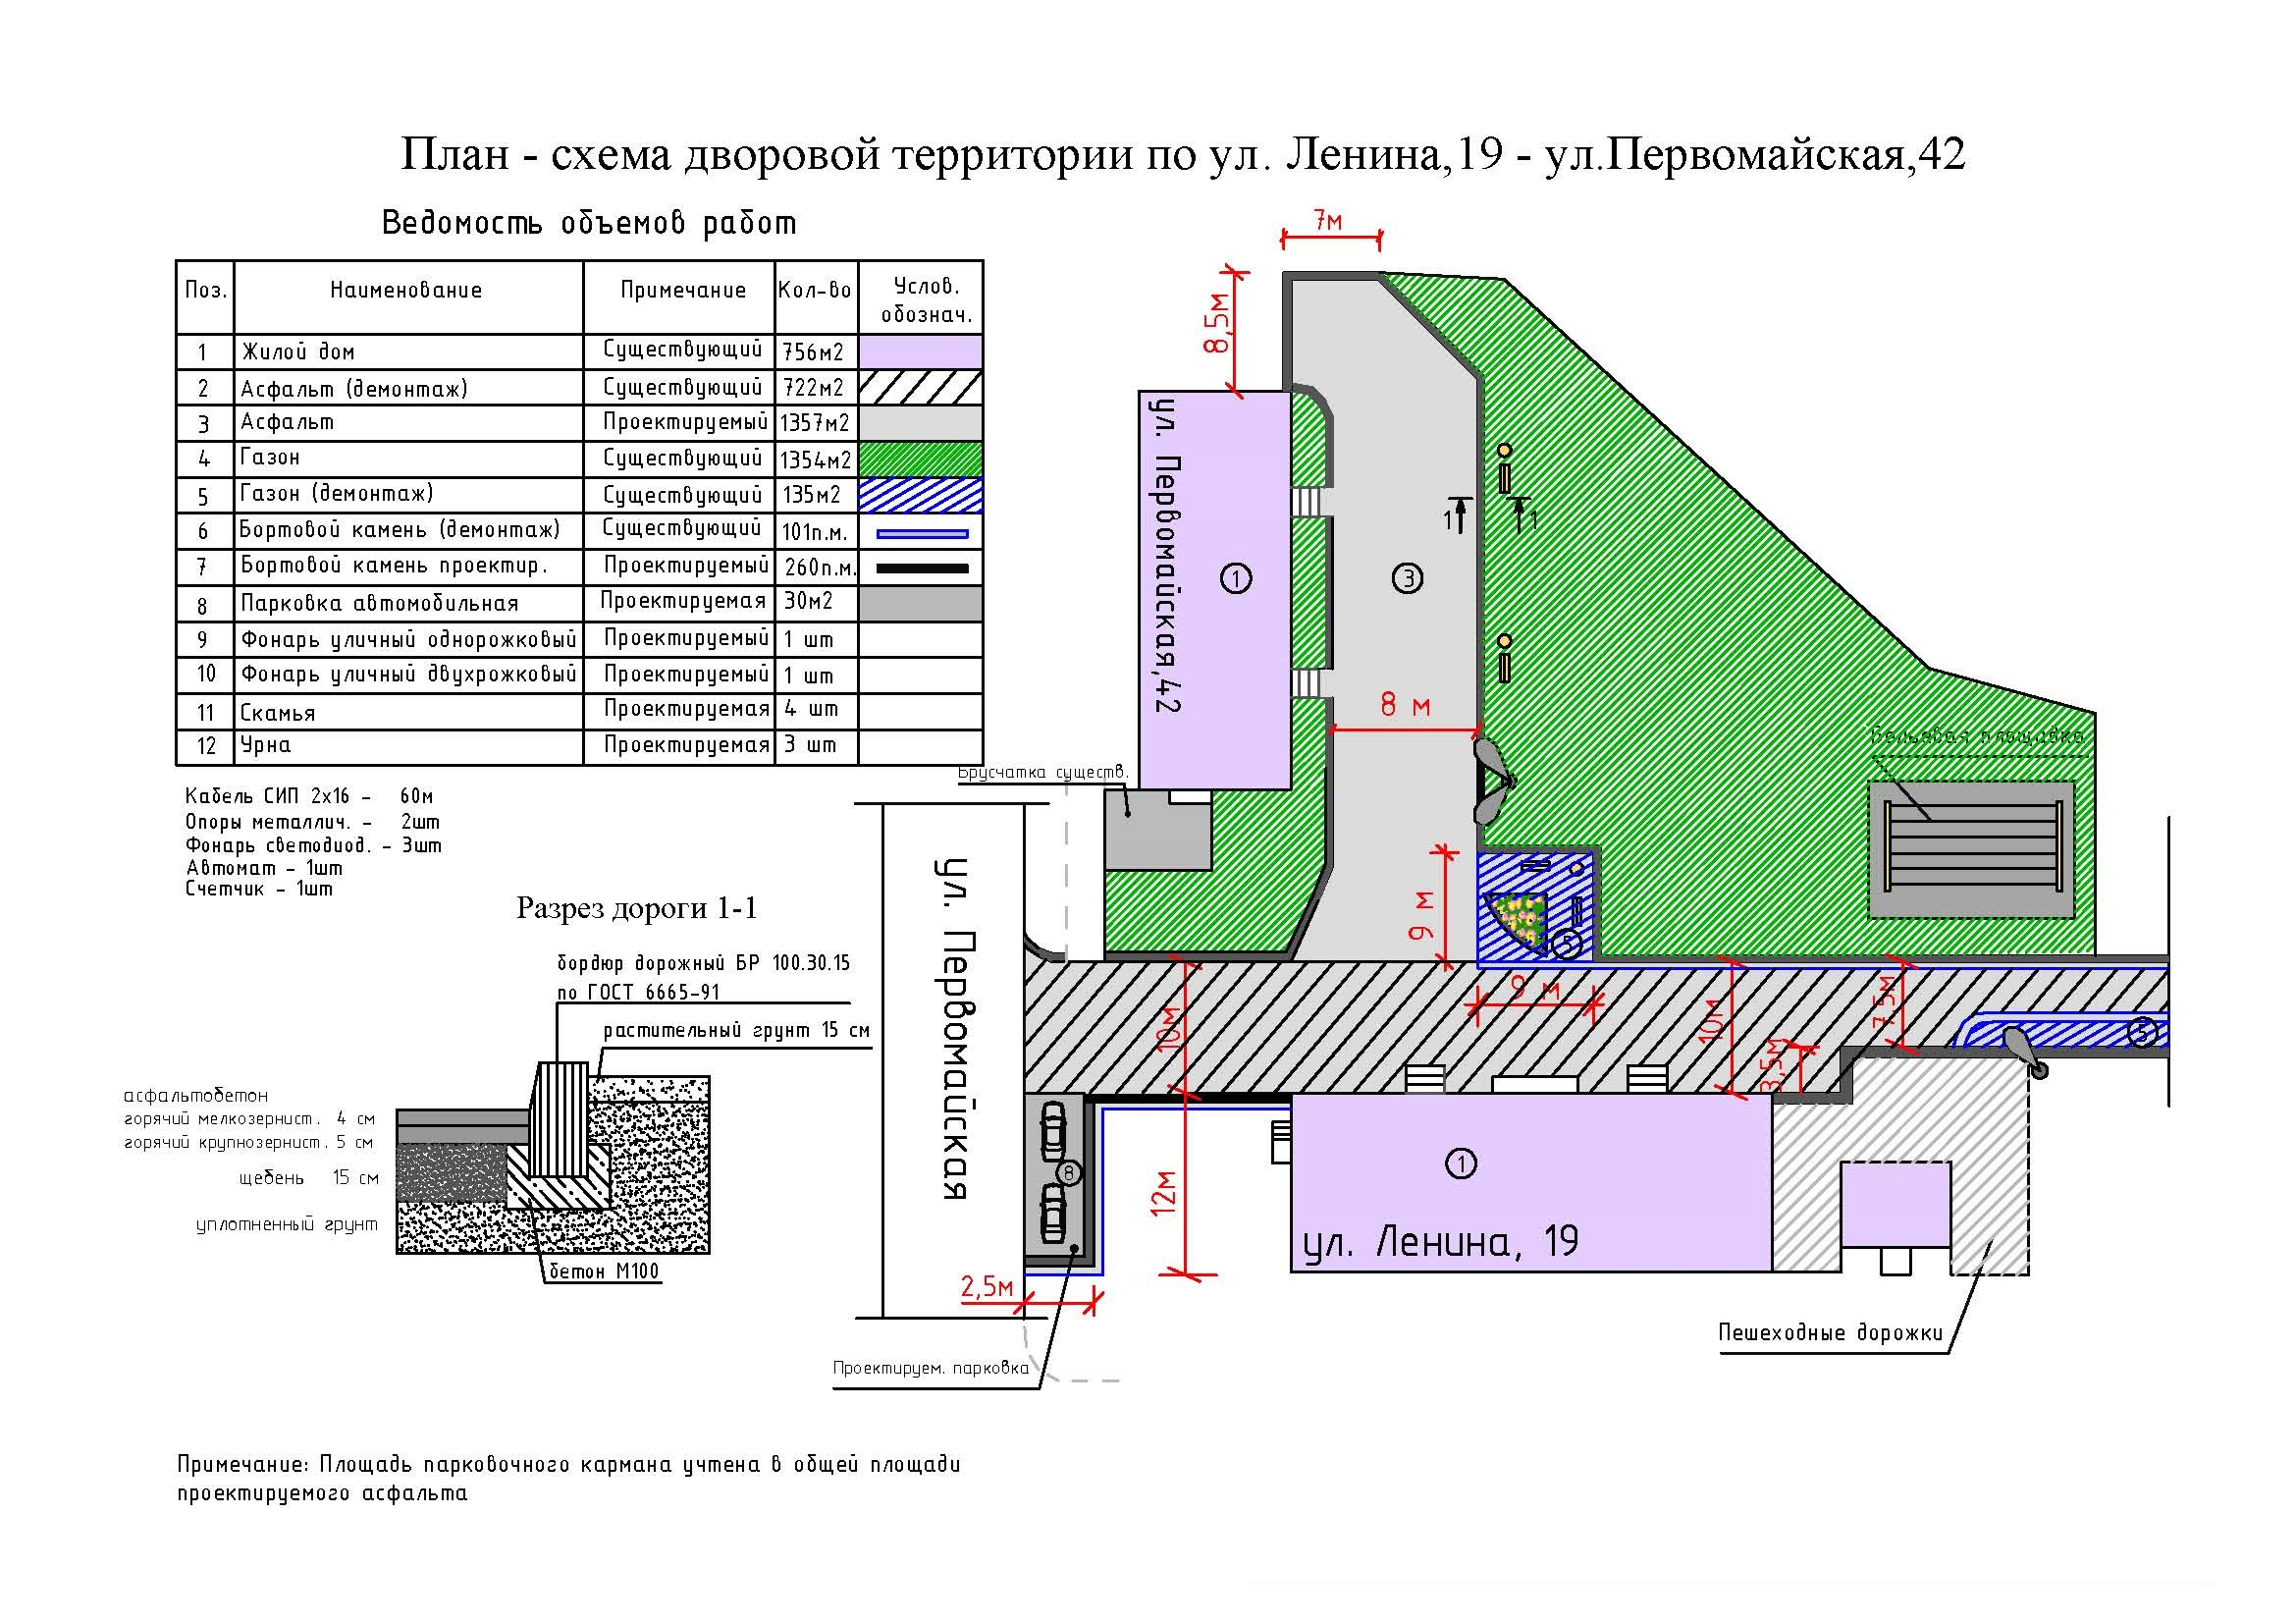 План - схема дворовой территории по ул. Ленина,19 - ул.Первомайская,42
Ведомость объемов работ
Поз. Наименование Примечание Кол-во Услов. обознач.
1 Жилой дом Существующий 756м2
2 Асфальт (демонтаж) Существующий 722м2
3 Асфальт Проектируемый 1357м2
4 Газон Существующий 1354м2
5 Газон (демонтаж) Существующий 135м2
6 Бортовой камень (демонтаж) Существующий 101п.м.
7 Бортовой камень проектир. Проектируемый 260п.м.
8 Парковка автомобильная Проектируемая 30м2
9 Фонарь уличный однорожковый Проектируемый 1 шт
10 Фонарь уличный двухрожковый Проектируемый 1 шт
11 Скамья Проектируемая 4 шт
12 Урна Проектируемая 3 шт
Кабель СИП 2х16 - 60м
Опоры металлич. - 2шт
Фонарь светодиод. - 3шт
Автомат - 1шт
Счетчик - 1шт
Разрез дороги 1-1
бордюр дорожный БР 100.30.15
по ГОСТ 6665-91
растительный грунт 15 см
асфальтобетон
горячий мелкозернист. 4 см
горячий крупнозернист. 5 см
щебень 15 см
уплотненный грунт
бетон М100
7м
8,5м
ул. Первомайская,42
1
3
1 1
8 м
Бельевая площадка
Брусчатка существ.
ул. Первомайская
9 м
5
9 м
10м
10м
7,5м
5
3,5м
8
12м
1
ул. Ленина, 19
2,5м
Проектируем. парковка
Пешеходные дорожки
Примечание: Площадь парковочного кармана учтена в общей площади
проектируемого асфальта